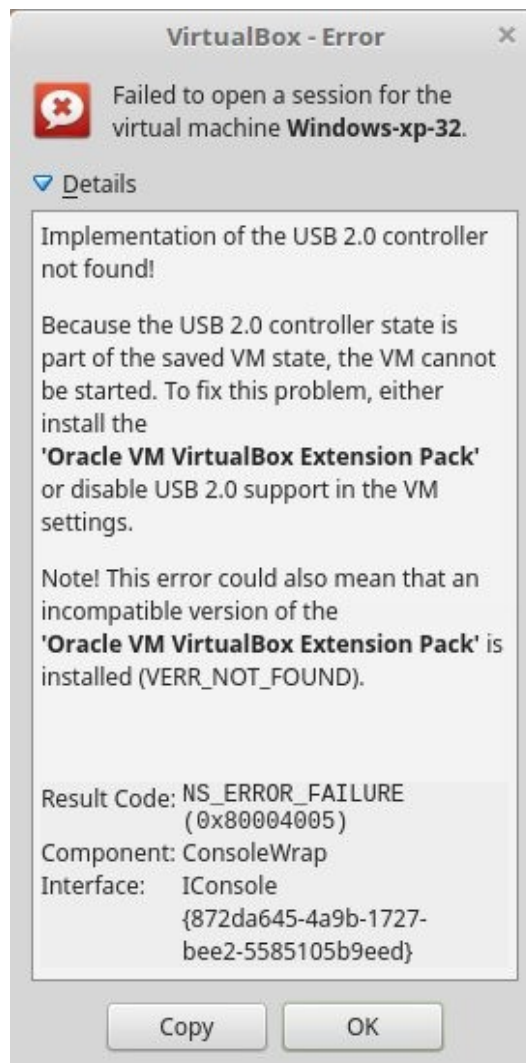 VirtualBox - Error
Failed to open a session for the
virtual machine Windows-xp-32.
Details
Implementation of the USB 2.0 controller
not found!
Because the USB 2.0 controller state is
part of the saved VM state, the VM cannot
be started. To fix this problem, either
install the
'Oracle VM VirtualBox Extension Pack'
or disable USB 2.0 support in the VM
settings.
Note! This error could also mean that an
incompatible version of the
'Oracle VM VirtualBox Extension Pack' is
installed (VERR_NOT_FOUND).
Result Code: NS_ERROR_FAILURE
(0x80004005)
Component: ConsoleWrap
Interface: IConsole
{872da645-4a9b-1727-
bee2-5585105b9eed}
Copy OK